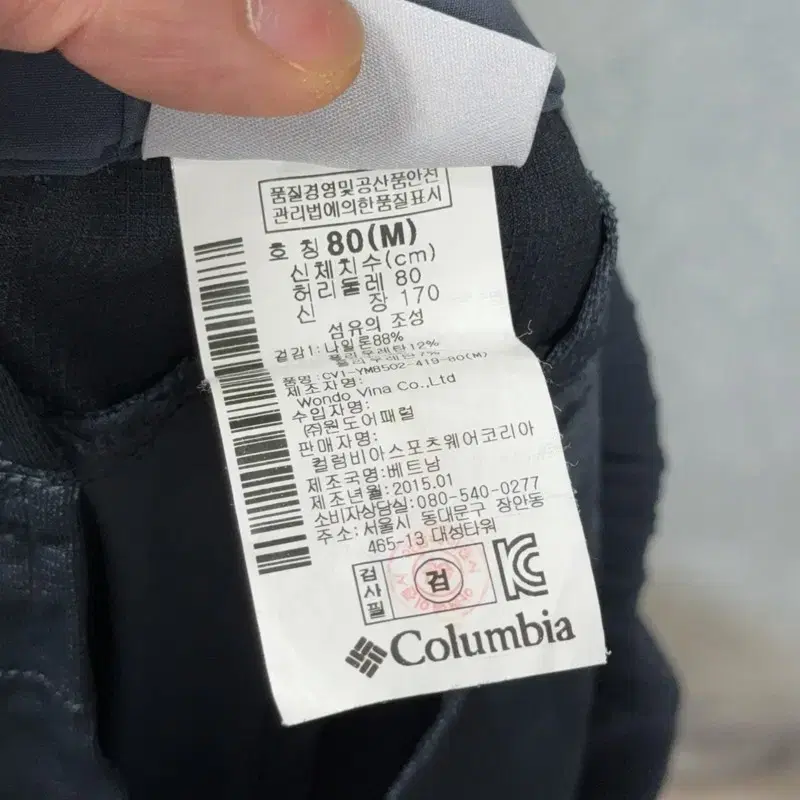 품질경영및공산품안전
관리법에의한품질표시
호 칭 80(M)
신체치수(cm)
허리둘레 80
신 장 170
섬유의 조성
겉감1:나일론88%
폴리우레탄12%
품명: CY1-YM8502-419-80(M)
제조자명:
Wondo Vina Co.,Ltd
수입자명:
(주)원도어패럴
판매자명:
컬럼비아스포츠웨어코리아
제조국명:베트남
제조년월:2015.01
소비자상담실:080-540-0277
주소:서울시 동대문구 장안동
465-13 대성타워
검사필
검
Columbia